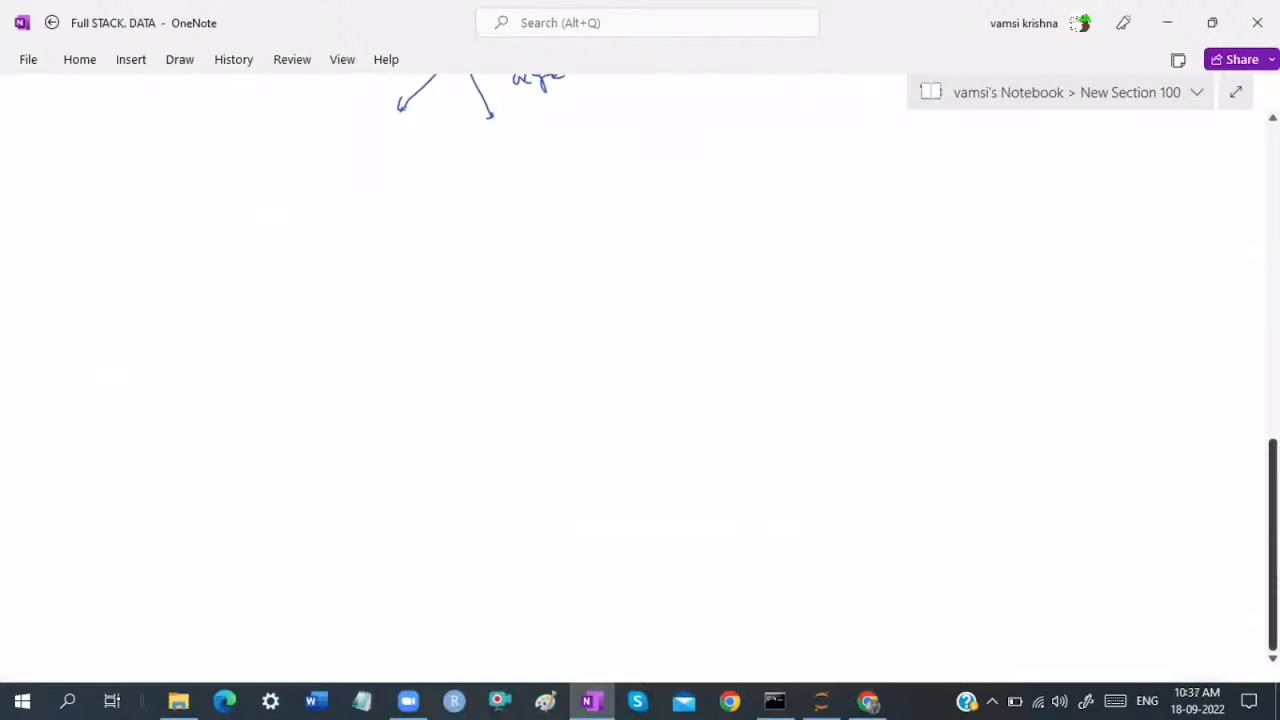 Full STACK. DATA - OneNote
Search (Alt+Q)
vamsi krishna
File Home Insert Draw History Review View Help
Share
vamsi's Notebook > New Section 100
ENG
10:37 AM
18-09-2022